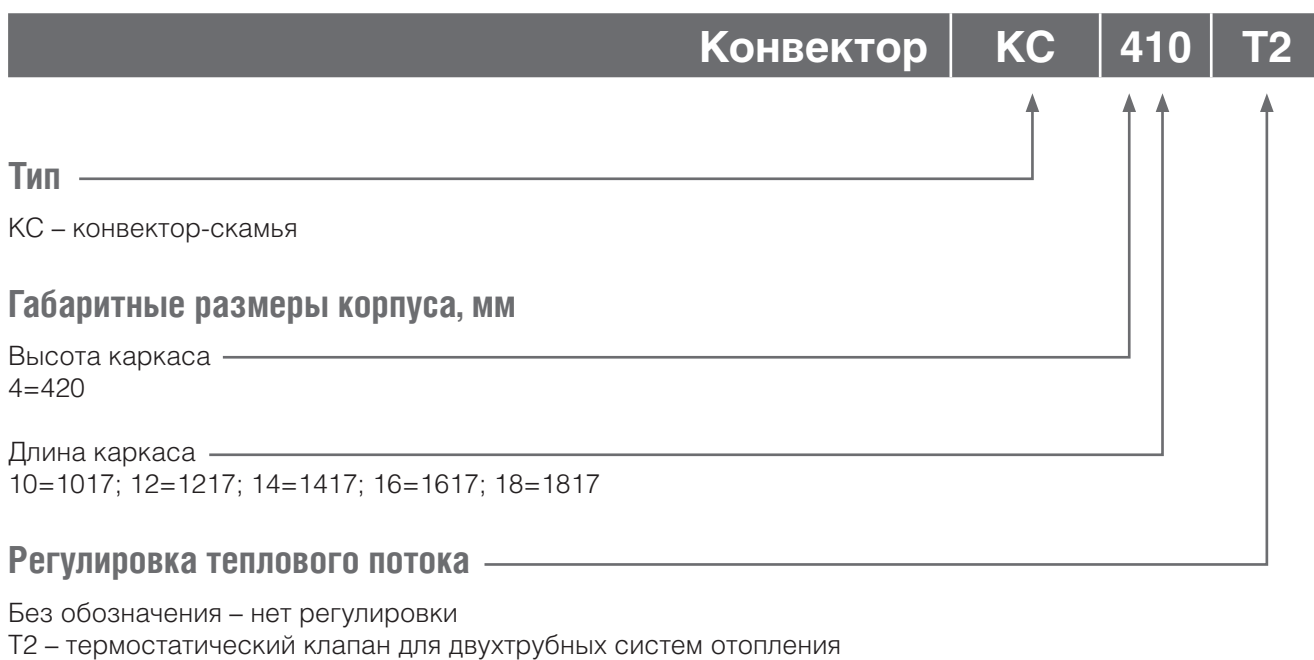 Конвектор КС 410 Т2
Тип
КС – конвектор-скамья
Габаритные размеры корпуса, мм
Высота каркаса
4=420
Длина каркаса
10=1017; 12=1217; 14=1417; 16=1617; 18=1817
Регулировка теплового потока
Без обозначения – нет регулировки
Т2 – термостатический клапан для двухтрубных систем отопления